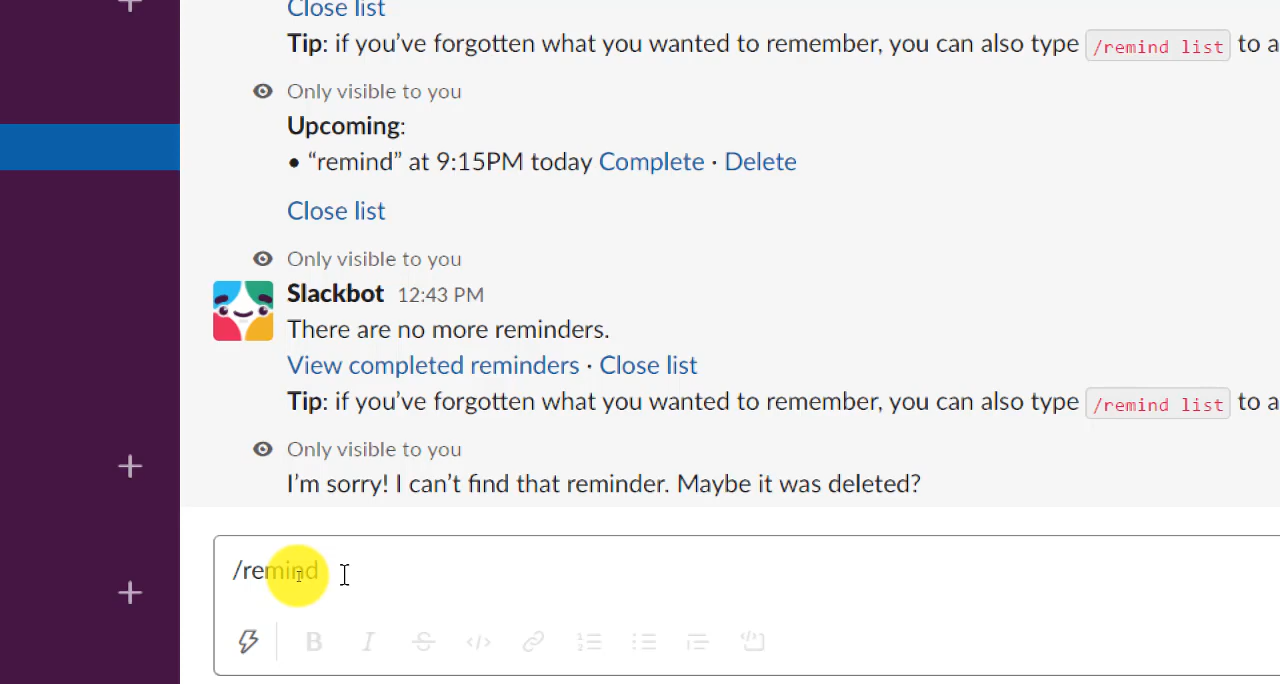 Close list
Tip: if you’ve forgotten what you wanted to remember, you can also type /remind list to a
Only visible to you
Upcoming:
• “remind” at 9:15PM today Complete · Delete
Close list
Only visible to you
Slackbot 12:43 PM
There are no more reminders.
View completed reminders · Close list
Tip: if you’ve forgotten what you wanted to remember, you can also type /remind list to a
Only visible to you
I’m sorry! I can’t find that reminder. Maybe it was deleted?
/remind